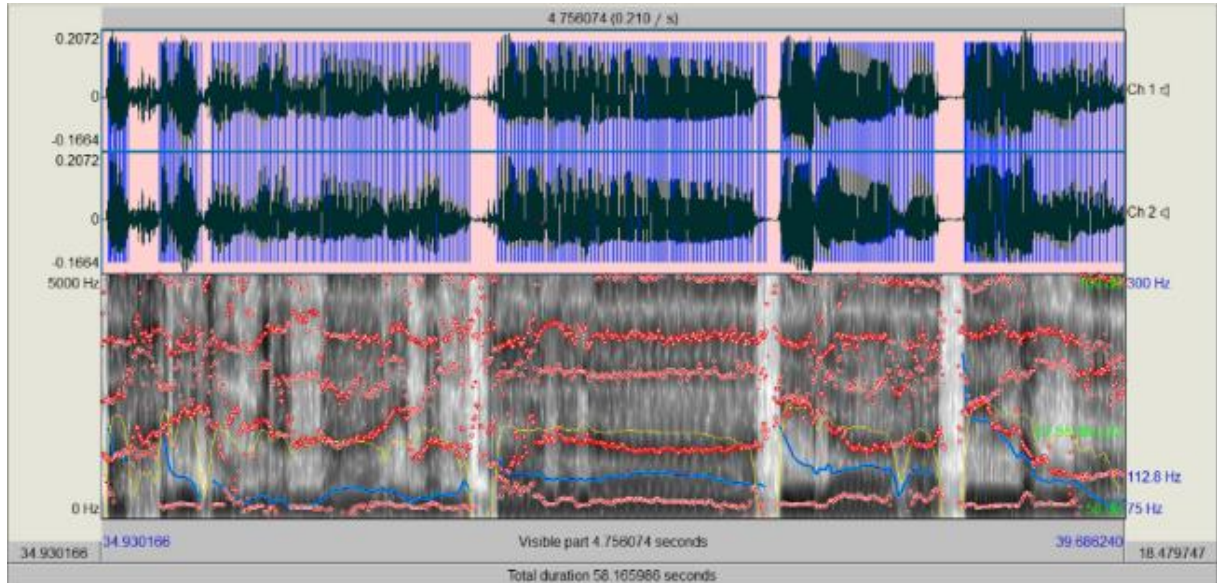 4.756074 (0.210 / s)
0.2072
0
-0.1664
Ch 1
0.2072
0
-0.1664
Ch 2
5000 Hz
300 Hz
112.8 Hz
0 Hz
75 Hz
34.930166
34.930166
Visible part 4.756074 seconds
39.686240
18.479747
Total duration 58.165986 seconds